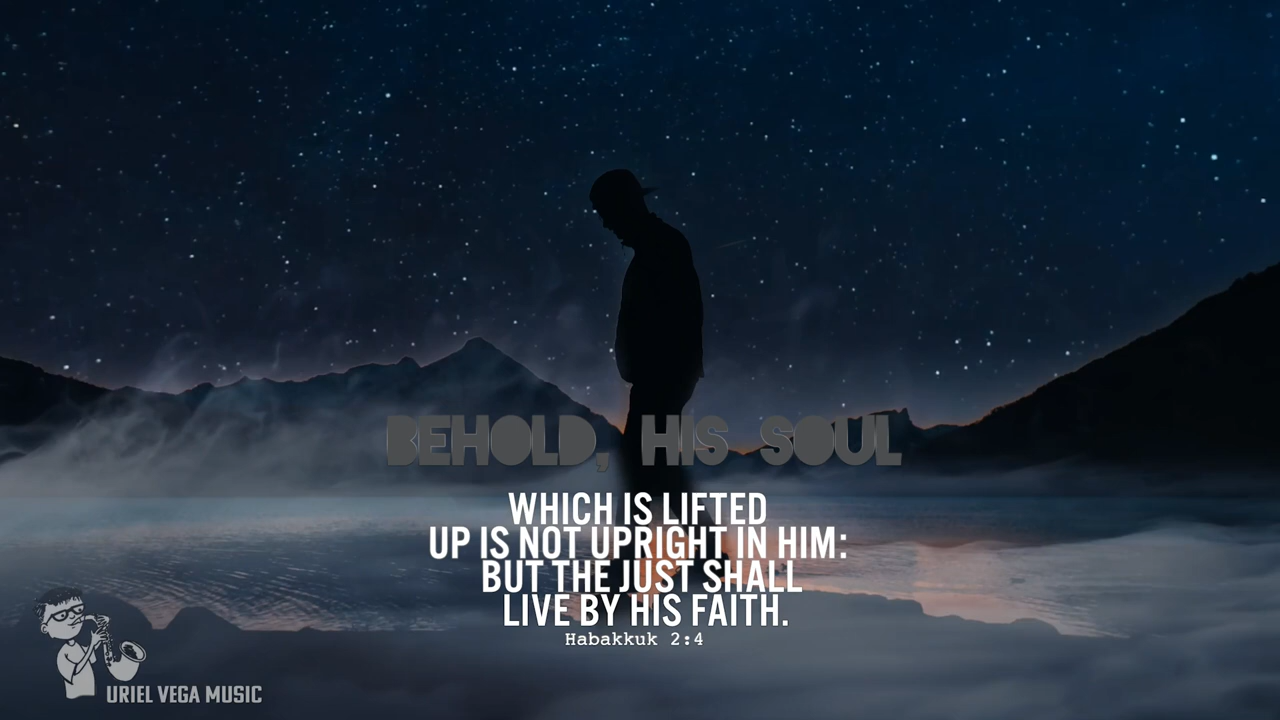 BEHOLD, HIS SOUL
WHICH IS LIFTED
UP IS NOT UPRIGHT IN HIM:
BUT THE JUST SHALL
LIVE BY HIS FAITH.
Habakkuk 2:4
URIEL VEGA MUSIC